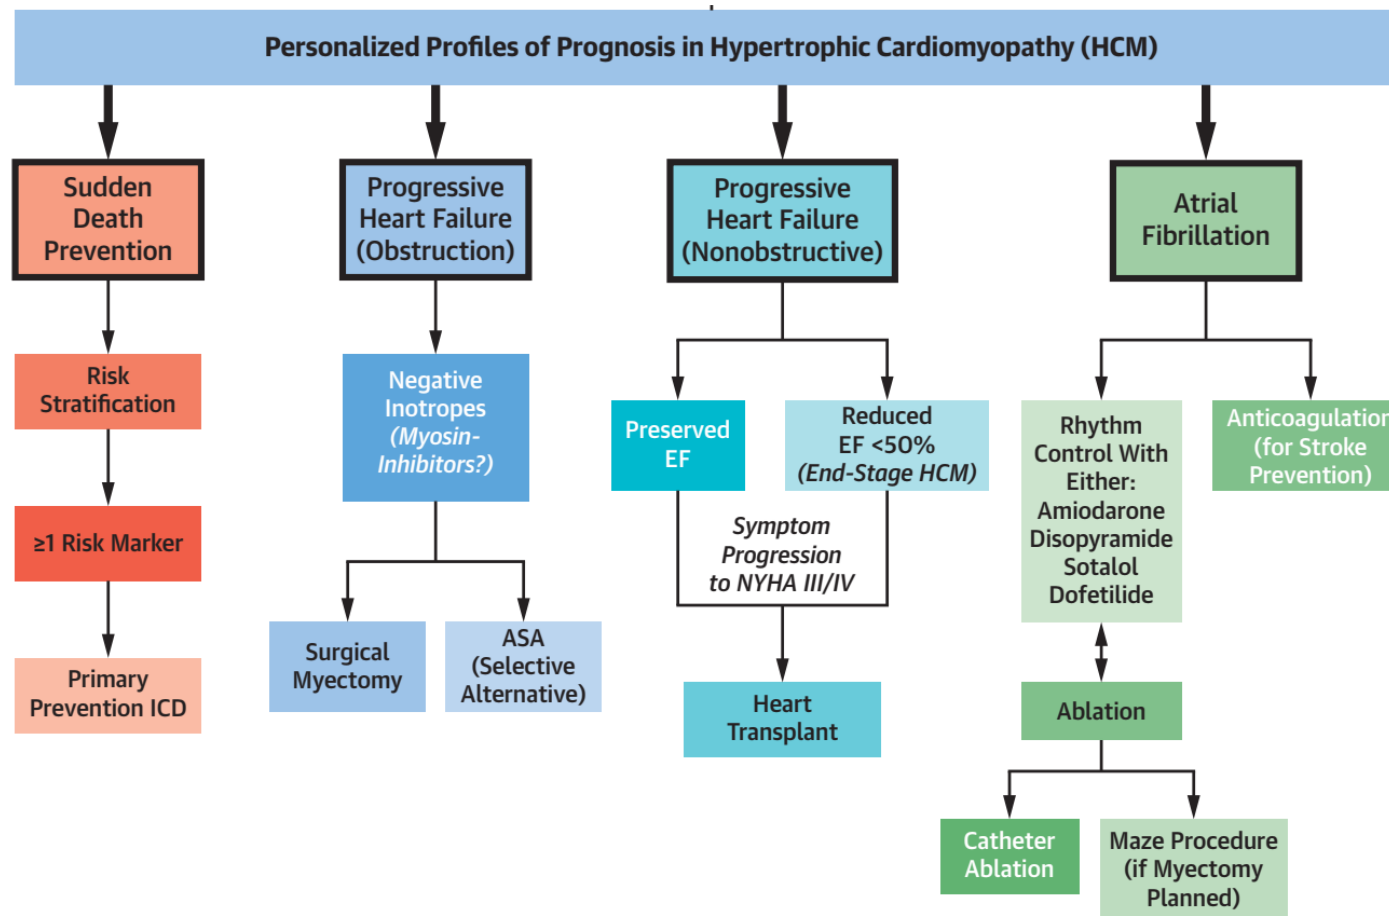 Personalized Profiles of Prognosis in Hypertrophic Cardiomyopathy (HCM)
Sudden
Death
Prevention
Risk
Stratification
≥1 Risk Marker
Primary
Prevention ICD
Progressive
Heart Failure
(Obstruction)
Negative
Inotropes
(Myosin-
Inhibitors?)
Surgical
Myectomy
ASA
(Selective
Alternative)
Progressive
Heart Failure
(Nonobstructive)
Preserved
EF
Reduced
EF <50%
(End-Stage HCM)
Symptom
Progression
to NYHA III/IV
Heart
Transplant
Atrial
Fibrillation
Rhythm
Control With
Either:
Amiodarone
Disopyramide
Sotalol
Dofetilide
Anticoagulation
(for Stroke
Prevention)
Ablation
Catheter
Ablation
Maze Procedure
(if Myectomy
Planned)